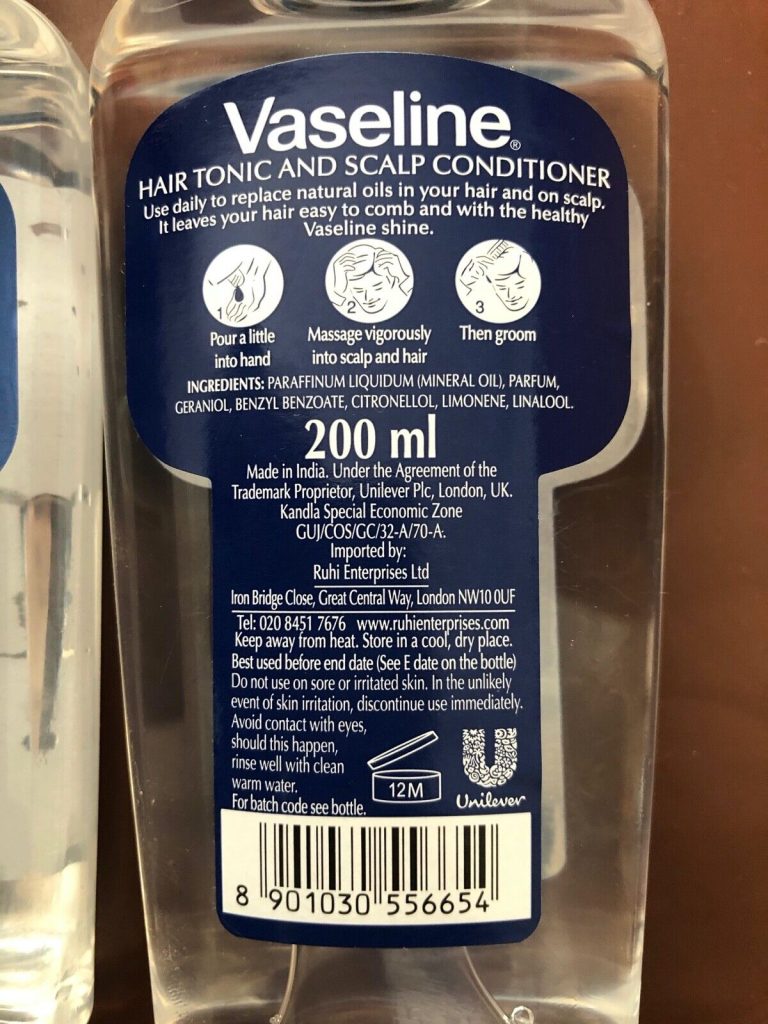 Vaseline®
HAIR TONIC AND SCALP CONDITIONER
Use daily to replace natural oils in your hair and on scalp.
It leaves your hair easy to comb and with the healthy
Vaseline shine.
1 2 3
Pour a little Massage vigorously Then groom
into hand into scalp and hair
INGREDIENTS: PARAFFINUM LIQUIDUM (MINERAL OIL), PARFUM,
GERANIOL, BENZYL BENZOATE, CITRONELLOL, LIMONENE, LINALOOL.
200 ml
Made in India. Under the Agreement of the
Trademark Proprietor, Unilever Plc, London, UK.
Kandla Special Economic Zone
GUJ/COS/GC/32-A/70-A.
Imported by:
Ruhi Enterprises Ltd
Iron Bridge Close, Great Central Way, London NW10 0UF
Tel: 020 8451 7676 www.ruhienterprises.com
Keep away from heat. Store in a cool, dry place.
Best used before end date (See E date on the bottle)
Do not use on sore or irritated skin. In the unlikely
event of skin irritation, discontinue use immediately.
Avoid contact with eyes,
should this happen,
rinse well with clean
warm water.
For batch code see bottle.
12M
Unilever
8 901030 556654